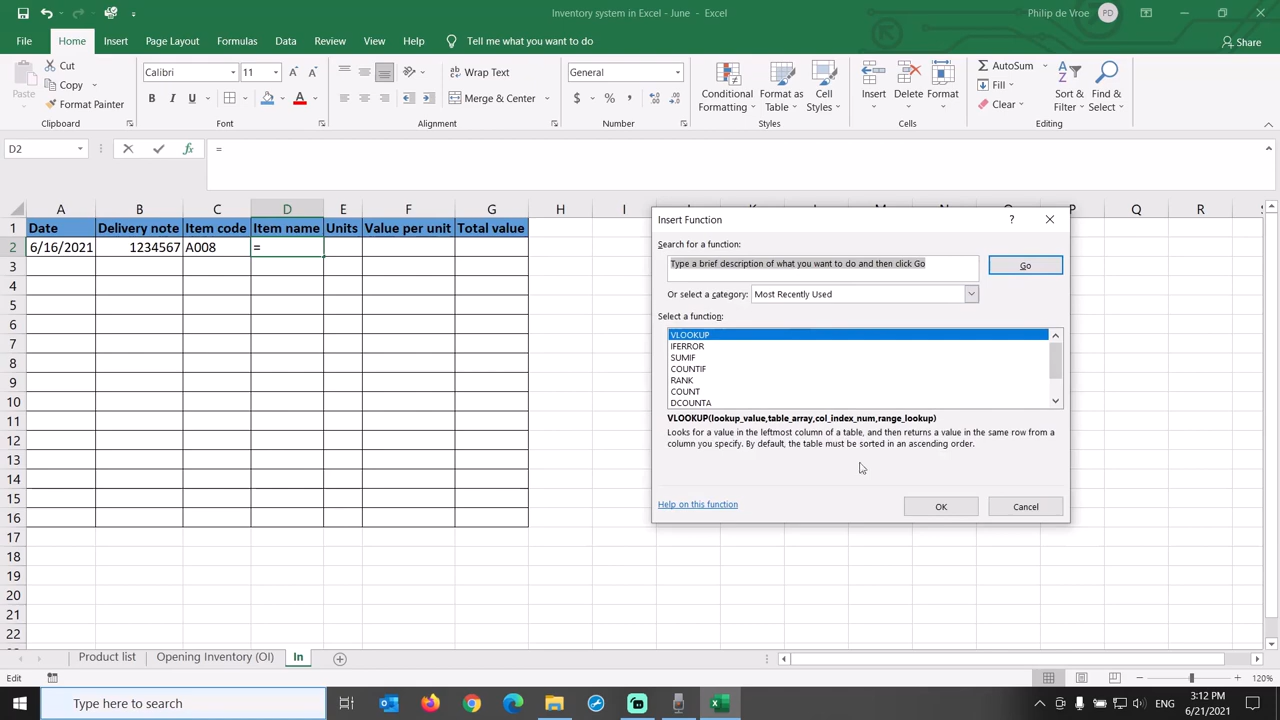 Inventory system in Excel - June - Excel
Philip de Vroe PD
File Home Insert Page Layout Formulas Data Review View Help Tell me what you want to do Share
Paste
Cut
Copy
Format Painter
Clipboard
Calibri 11
B I U
Font
Wrap Text
Merge & Center
Alignment
General
$ % ,
Number
Conditional Formatting
Format as Table
Cell Styles
Styles
Insert Delete Format
Cells
AutoSum
Fill
Clear
Sort & Filter
Find & Select
Editing
D2 fx =
A B C D E F G H I J K L M N O P Q R S
1 Date Delivery note Item code Item name Units Value per unit Total value
2 6/16/2021 1234567 A008 =
3
4
5
6
7
8
9
10
11
12
13
14
15
16
17
18
19
20
21
22
Insert Function ?
Search for a function:
Type a brief description of what you want to do and then click Go
Go
Or select a category: Most Recently Used
Select a function:
VLOOKUP
IFERROR
SUMIF
COUNTIF
RANK
COUNT
DCOUNTA
VLOOKUP(lookup_value,table_array,col_index_num,range_lookup)
Looks for a value in the leftmost column of a table, and then returns a value in the same row from a
column you specify. By default, the table must be sorted in an ascending order.
Help on this function
OK Cancel
Product list Opening Inventory (OI) In
Edit
120%
Type here to search
ENG
3:12 PM
6/21/2021